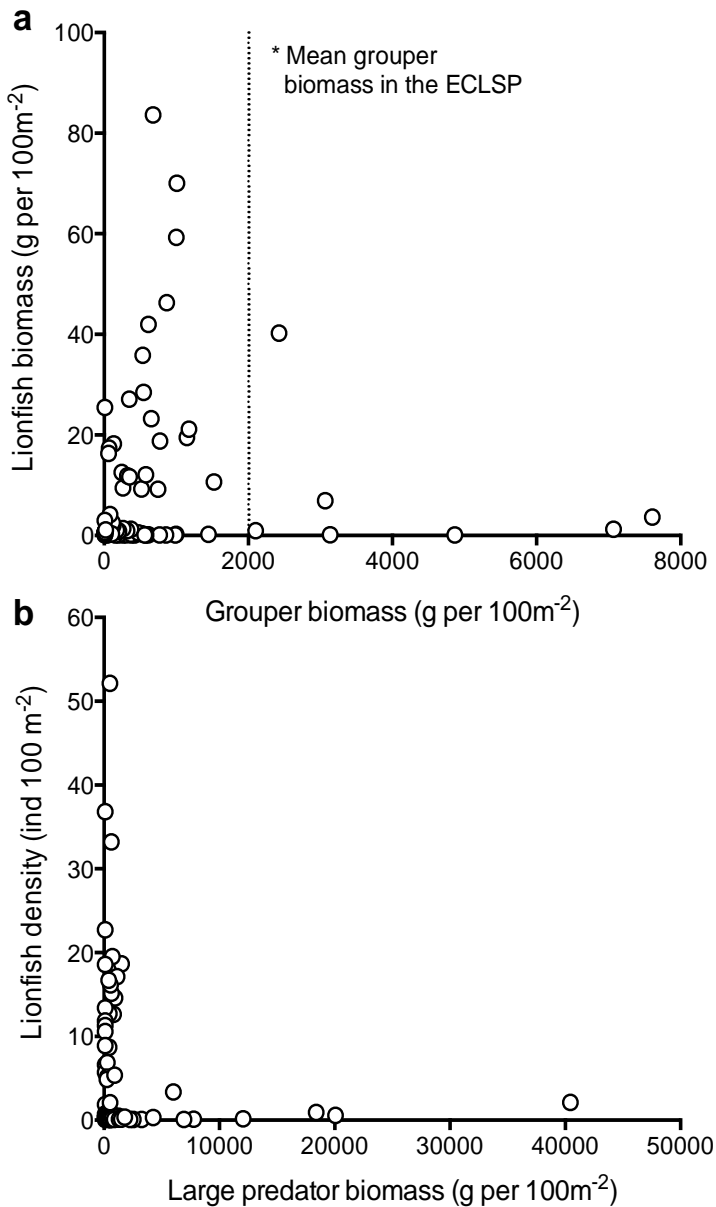 a
100
80
60
40
20
0
Lionfish biomass (g per 100m⁻²)
* Mean grouper
biomass in the ECLSP
0 2000 4000 6000 8000
Grouper biomass (g per 100m⁻²)
b
60
50
40
30
20
10
0
Lionfish density (ind 100 m⁻²)
0 10000 20000 30000 40000 50000
Large predator biomass (g per 100m⁻²)